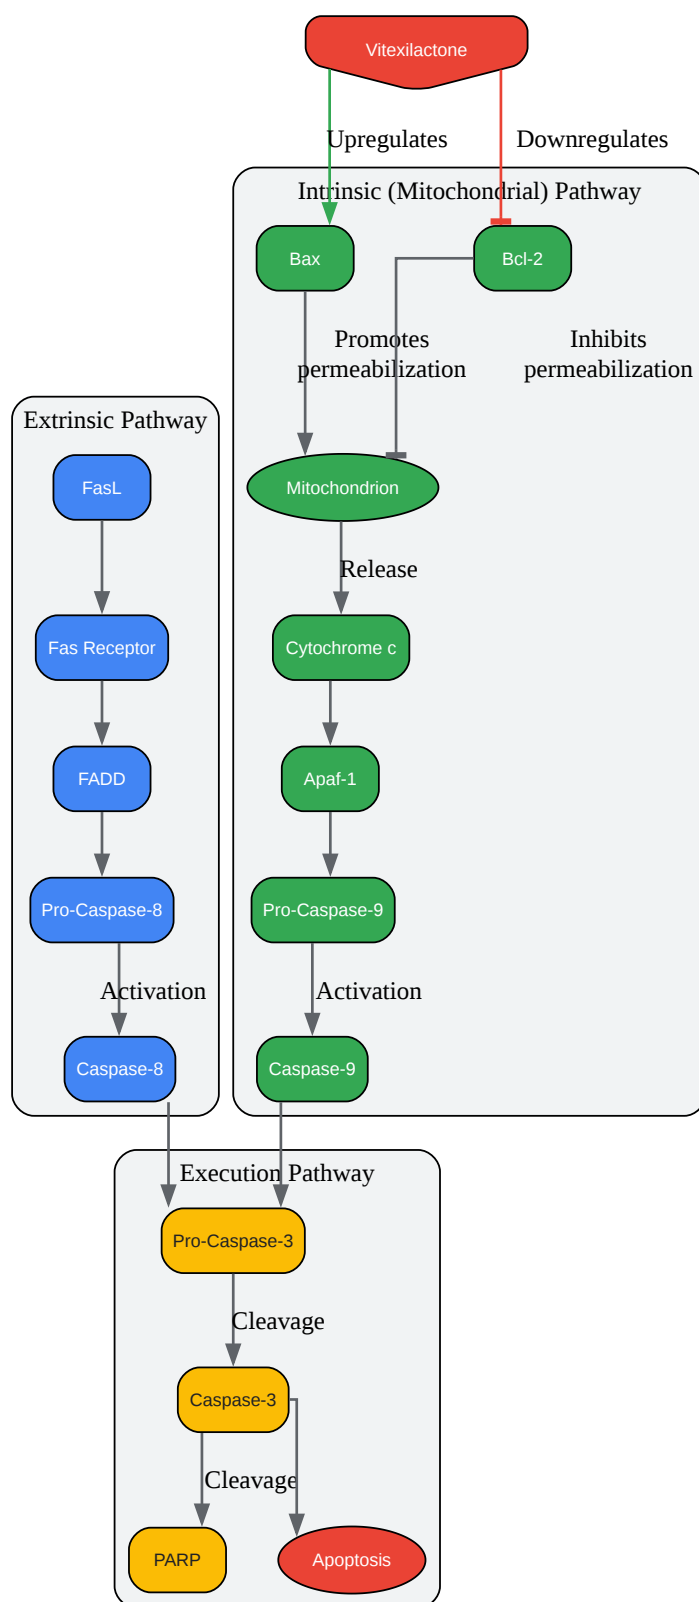 Vitexilactone
Upregulates
Downregulates
Intrinsic (Mitochondrial) Pathway
Bax
Bcl-2
Promotes
permeabilization
Inhibits
permeabilization
Extrinsic Pathway
FasL
Mitochondrion
Release
Fas Receptor
Cytochrome c
FADD
Apaf-1
Pro-Caspase-8
Pro-Caspase-9
Activation
Activation
Caspase-8
Caspase-9
Execution Pathway
Pro-Caspase-3
Cleavage
Caspase-3
Cleavage
PARP
Apoptosis